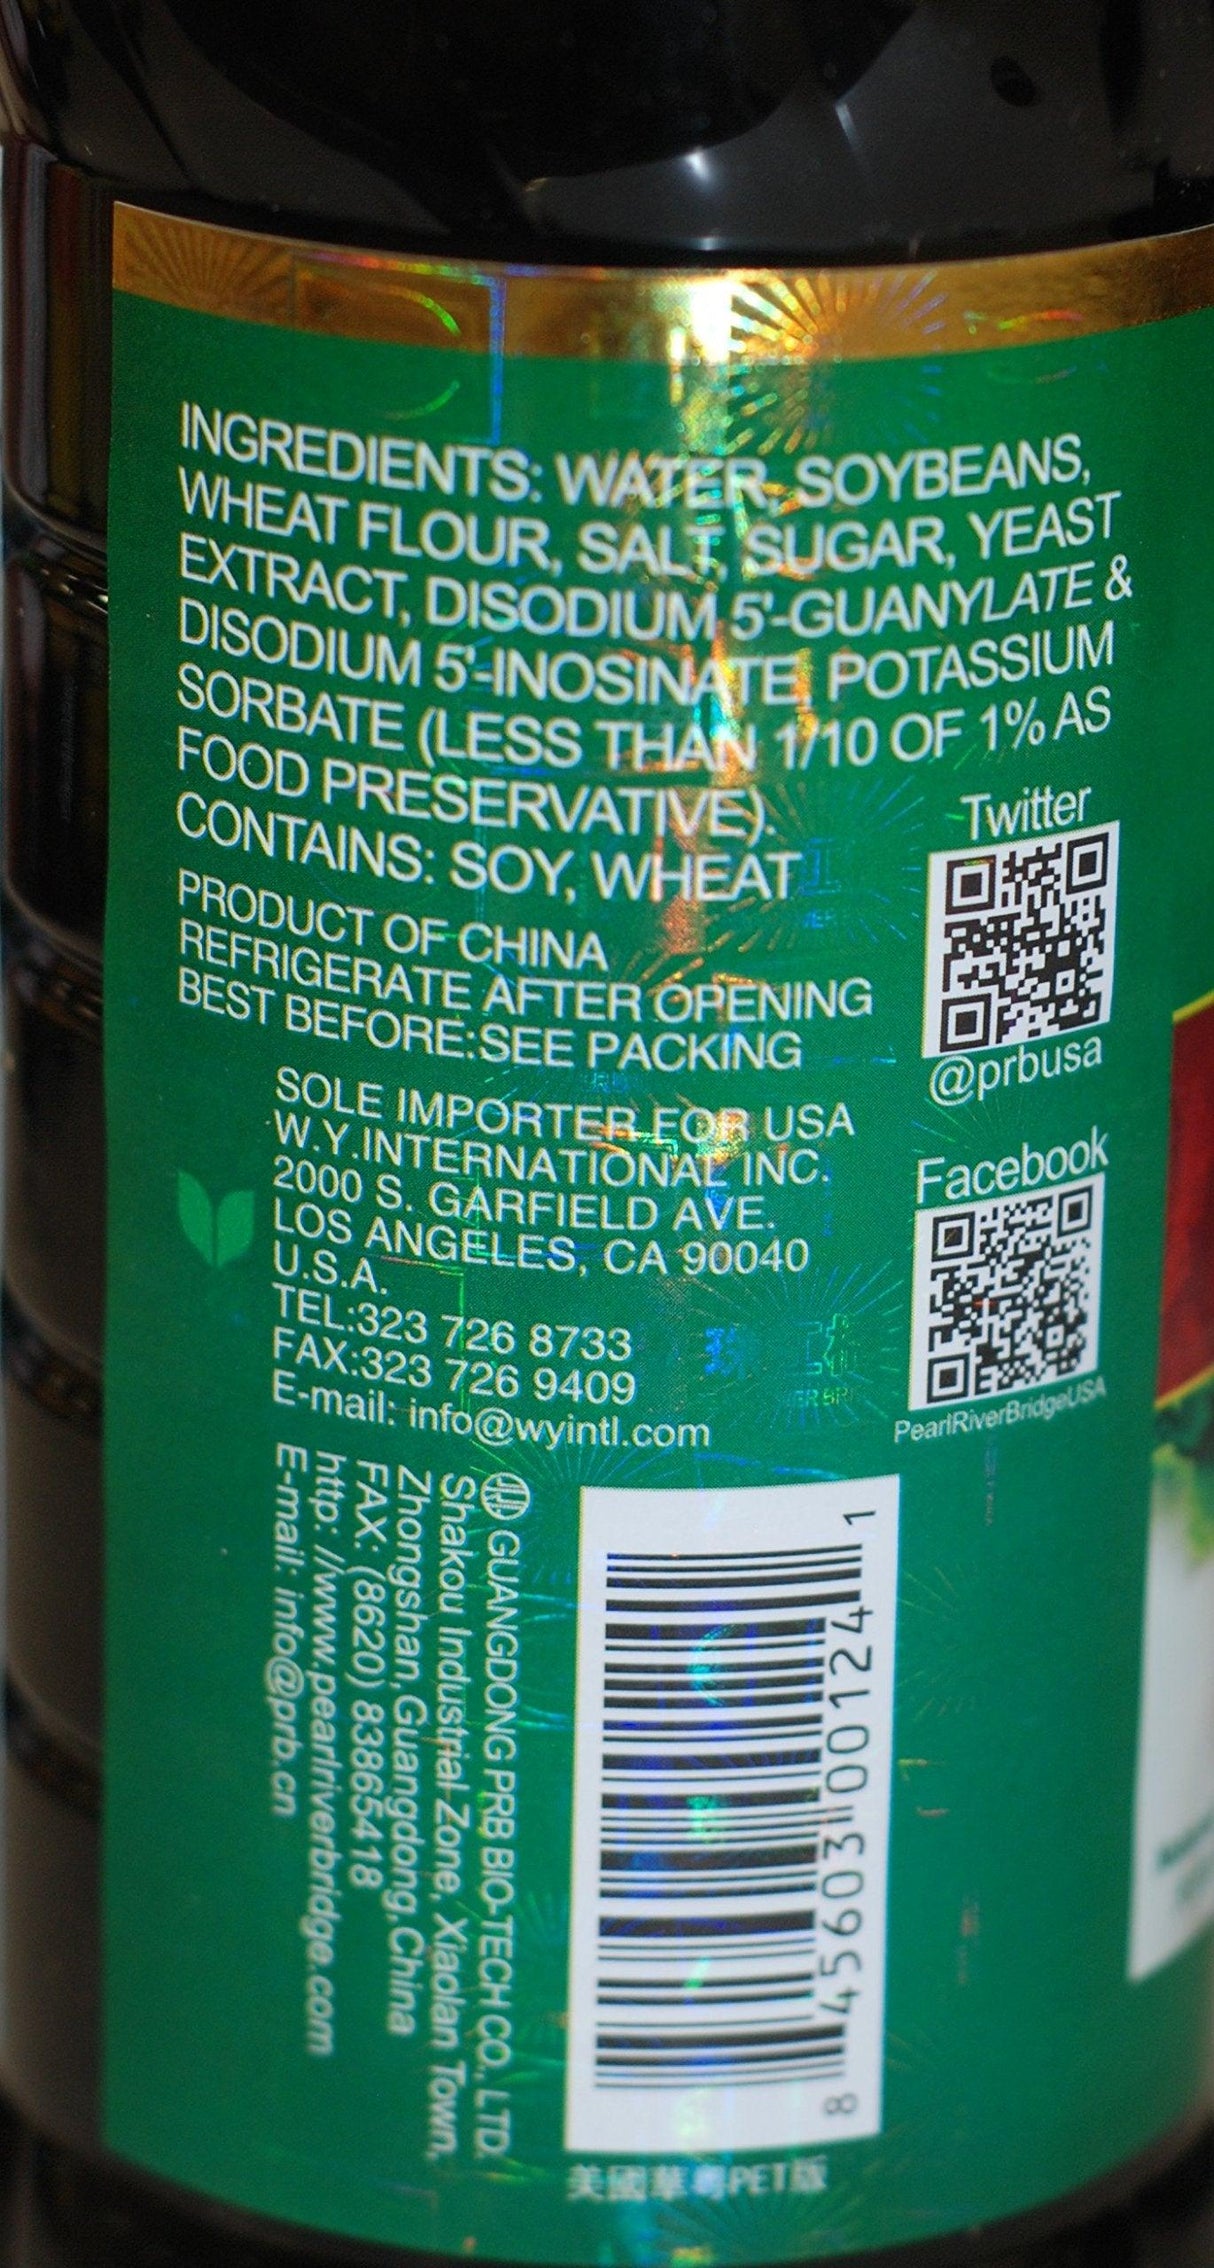 INGREDIENTS: WATER, SOYBEANS,
WHEAT FLOUR, SALT, SUGAR, YEAST
EXTRACT, DISODIUM 5'-GUANYLATE &
DISODIUM 5'-INOSINATE, POTASSIUM
SORBATE (LESS THAN 1/10 OF 1% AS
FOOD PRESERVATIVE).
CONTAINS: SOY, WHEAT
PRODUCT OF CHINA
REFRIGERATE AFTER OPENING
BEST BEFORE:SEE PACKING
Twitter
@prbusa
SOLE IMPORTER FOR USA
W.Y.INTERNATIONAL INC.
2000 S. GARFIELD AVE.
LOS ANGELES, CA 90040
U.S.A.
TEL:323 726 8733
FAX:323 726 9409
E-mail: info@wyintl.com
Facebook
PearlRiverBridgeUSA
GUANGDONG PRB BIO-TECH CO., LTD.
Shakou Industrial Zone, Xiaolan Town,
Zhongshan,Guangdong,China
FAX: (8620) 83865418
http: //www.pearlriverbridge.com
E-mail: info@prb.cn
8 45603 00124 1
美國華粵PET版